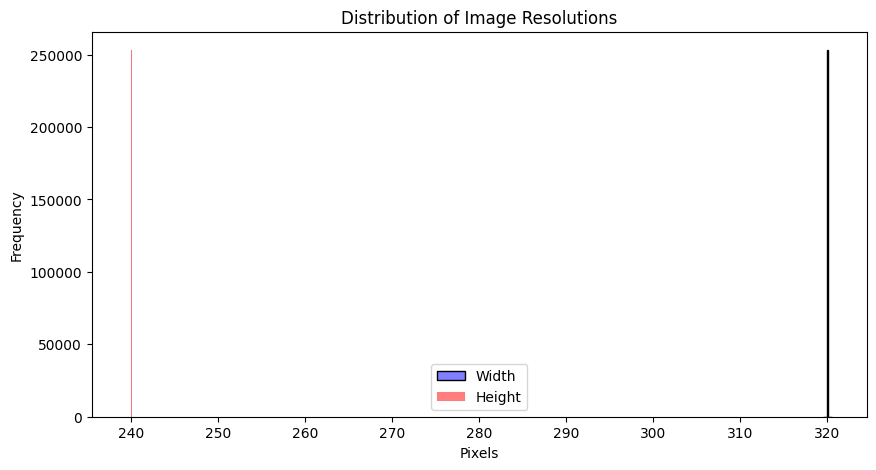 Distribution of Image Resolutions
Frequency
250000
200000
150000
100000
50000
0
Width
Height
240 250 260 270 280 290 300 310 320
Pixels